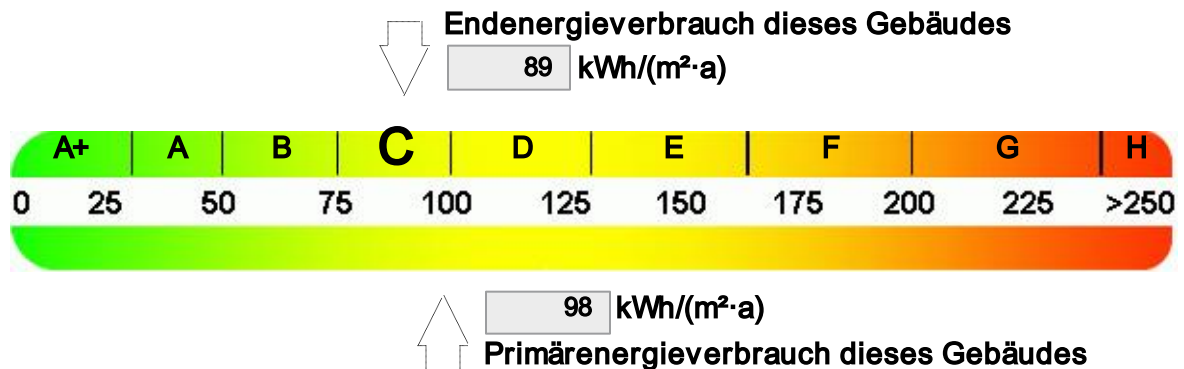 Endenergieverbrauch dieses Gebäudes
89 kWh/(m²·a)
A+ A B C D E F G H
0 25 50 75 100 125 150 175 200 225 >250
98 kWh/(m²·a)
Primärenergieverbrauch dieses Gebäudes